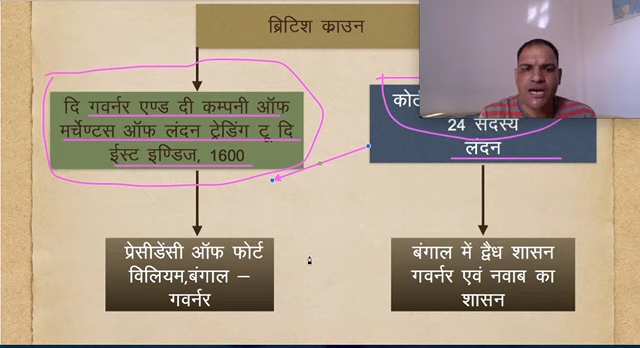 ब्रिटिश क्राउन
दि गवर्नर एण्ड दी कम्पनी ऑफ
मर्चेण्टस ऑफ लंदन ट्रेडिंग टू दि
ईस्ट इण्डिज, 1600
24 सदस्य
लंदन
प्रेसीडेंसी ऑफ फोर्ट
विलियम,बंगाल –
गवर्नर
बंगाल में द्वैध शासन
गवर्नर एवं नवाब का
शासन